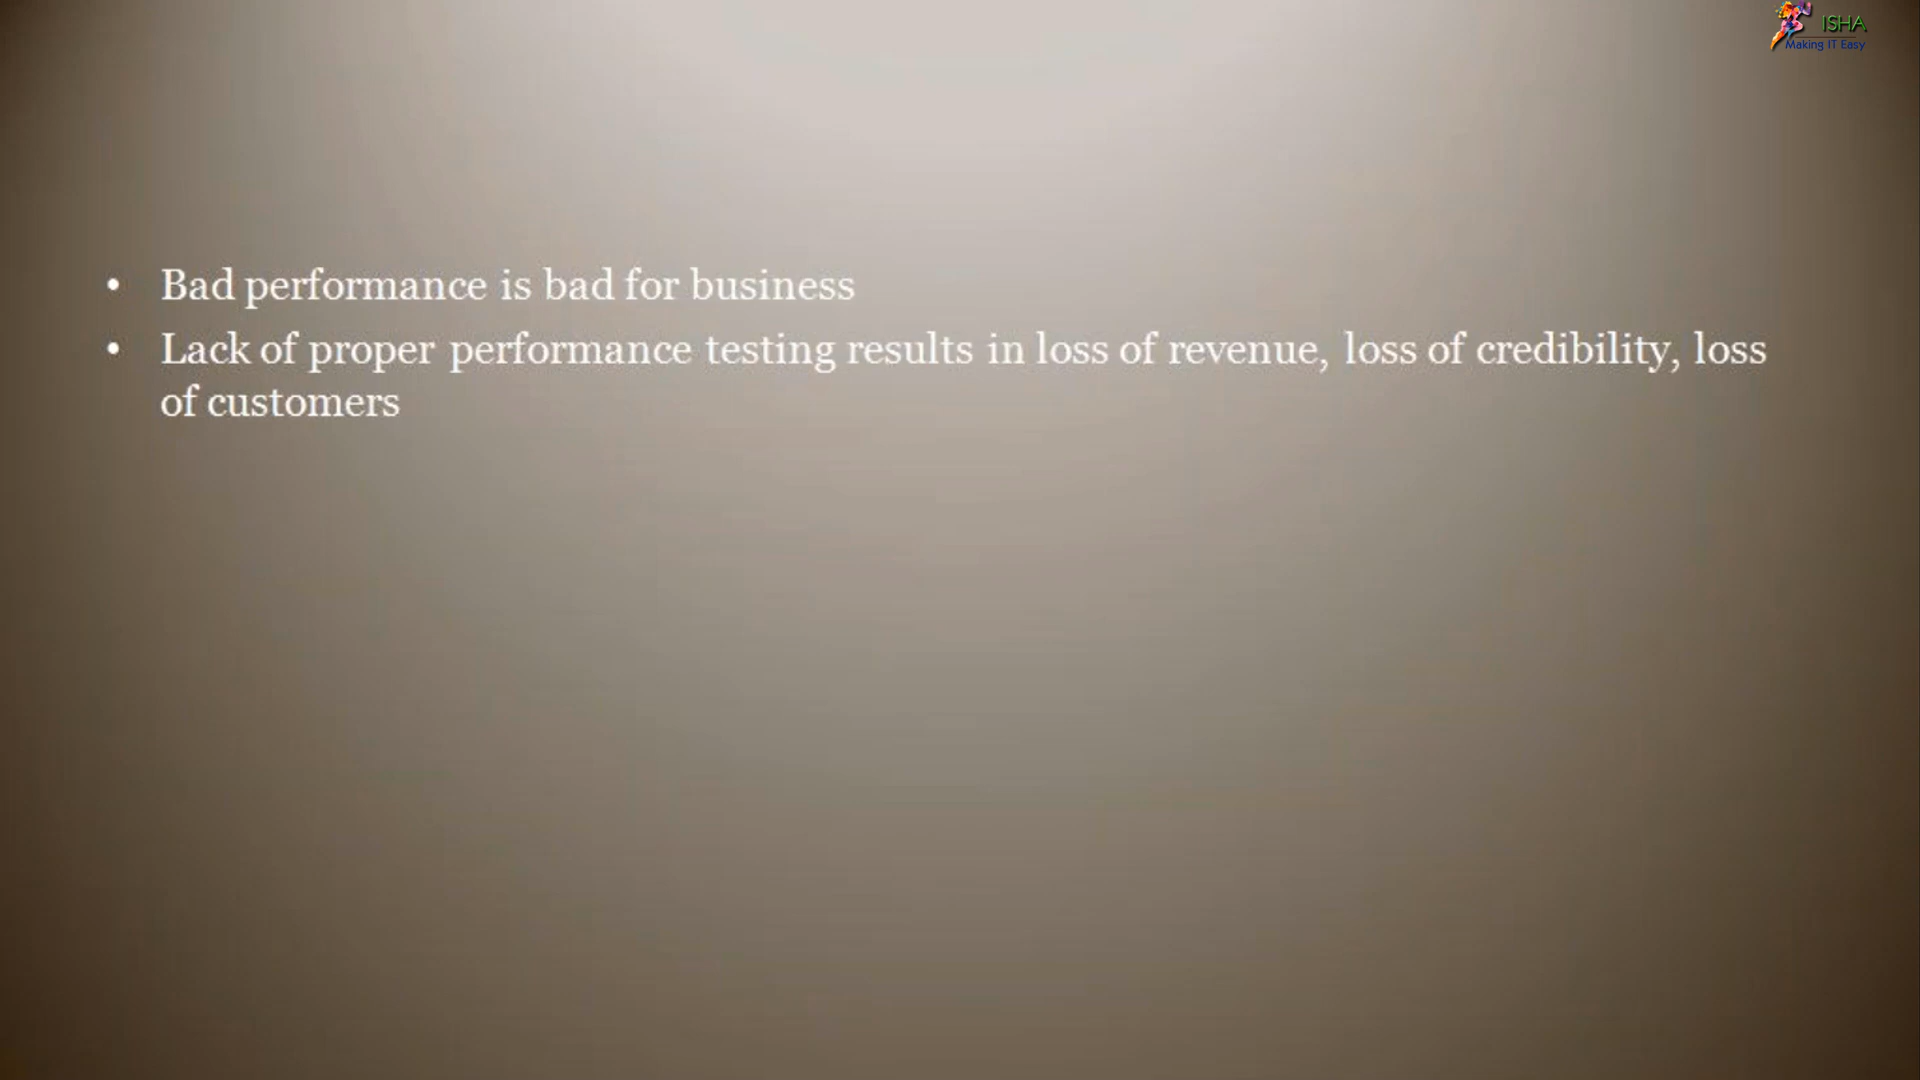 ISHA
Making IT Easy
• Bad performance is bad for business
• Lack of proper performance testing results in loss of revenue, loss of credibility, loss
of customers